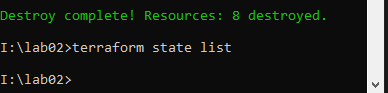 Destroy complete! Resources: 8 destroyed.
I:\lab02>terraform state list
I:\lab02>